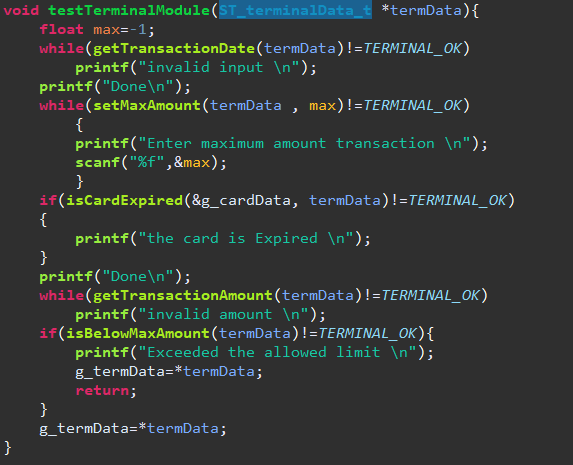 void testTerminalModule(ST_terminalData_t *termData){
    float max=-1;
    while(getTransactionDate(termData)!=TERMINAL_OK)
        printf("invalid input \n");
    printf("Done\n");
    while(setMaxAmount(termData , max)!=TERMINAL_OK)
        {
        printf("Enter maximum amount transaction \n");
        scanf("%f",&max);
        }
    if(isCardExpired(&g_cardData, termData)!=TERMINAL_OK)
    {
        printf("the card is Expired \n");
    }
    printf("Done\n");
    while(getTransactionAmount(termData)!=TERMINAL_OK)
        printf("invalid amount \n");
    if(isBelowMaxAmount(termData)!=TERMINAL_OK){
        printf("Exceeded the allowed limit \n");
        g_termData=*termData;
        return;
    }
    g_termData=*termData;
}